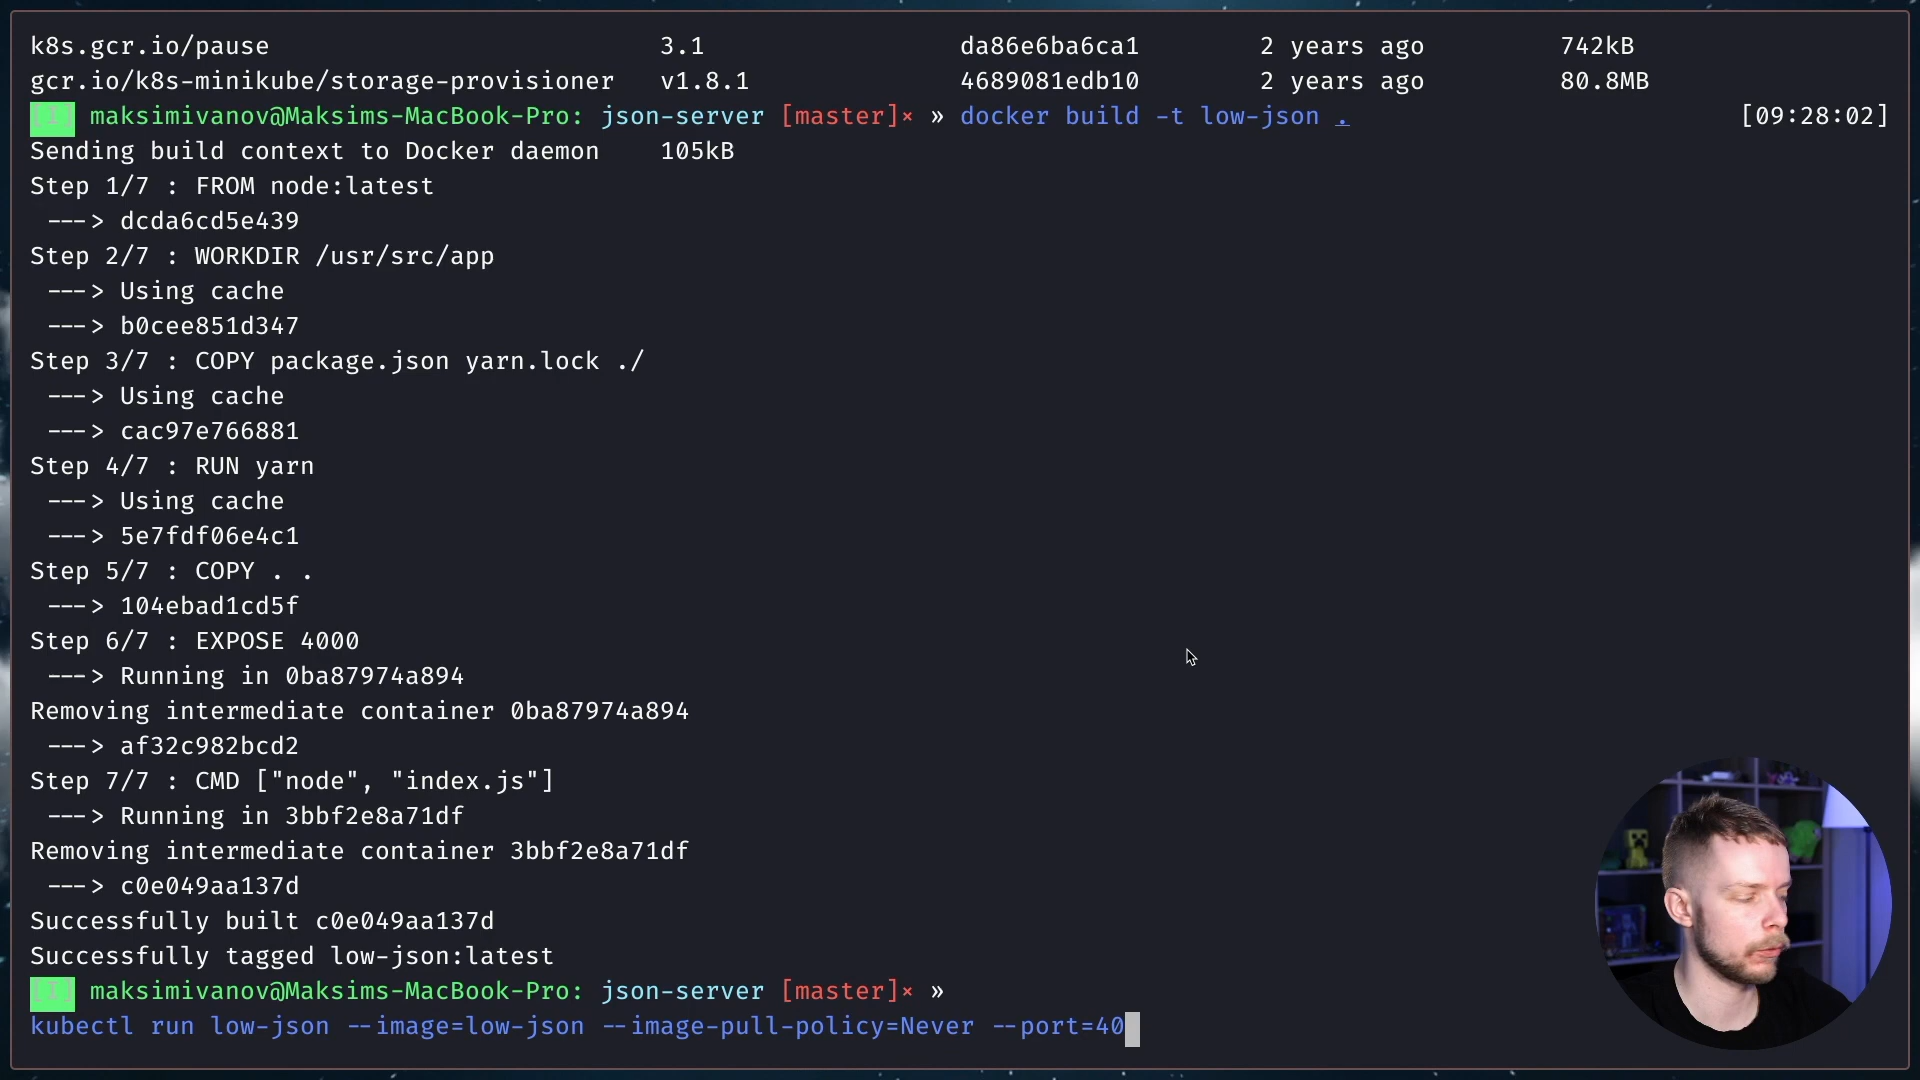 k8s.gcr.io/pause 3.1 da86e6ba6ca1 2 years ago 742kB
gcr.io/k8s-minikube/storage-provisioner v1.8.1 4689081edb10 2 years ago 80.8MB
[I] maksimivanov@Maksims-MacBook-Pro: json-server [master]× » docker build -t low-json . [09:28:02]
Sending build context to Docker daemon 105kB
Step 1/7 : FROM node:latest
---> dcda6cd5e439
Step 2/7 : WORKDIR /usr/src/app
---> Using cache
---> b0cee851d347
Step 3/7 : COPY package.json yarn.lock ./
---> Using cache
---> cac97e766881
Step 4/7 : RUN yarn
---> Using cache
---> 5e7fdf06e4c1
Step 5/7 : COPY . .
---> 104ebad1cd5f
Step 6/7 : EXPOSE 4000
---> Running in 0ba87974a894
Removing intermediate container 0ba87974a894
---> af32c982bcd2
Step 7/7 : CMD ["node", "index.js"]
---> Running in 3bbf2e8a71df
Removing intermediate container 3bbf2e8a71df
---> c0e049aa137d
Successfully built c0e049aa137d
Successfully tagged low-json:latest
[I] maksimivanov@Maksims-MacBook-Pro: json-server [master]× »
kubectl run low-json --image=low-json --image-pull-policy=Never --port=40